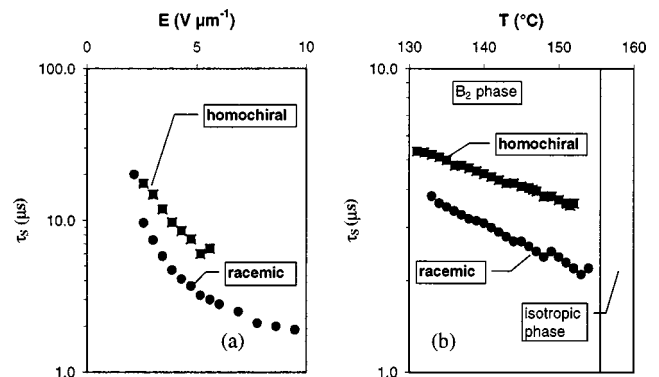 E (V µm⁻¹)
0 5 10
100.0
10.0
1.0
τS (µs)
homochiral
racemic
(a)
T (°C)
130 140 150 160
10.0
1.0
τS (µs)
B₂ phase
homochiral
racemic
isotropic
phase
(b)